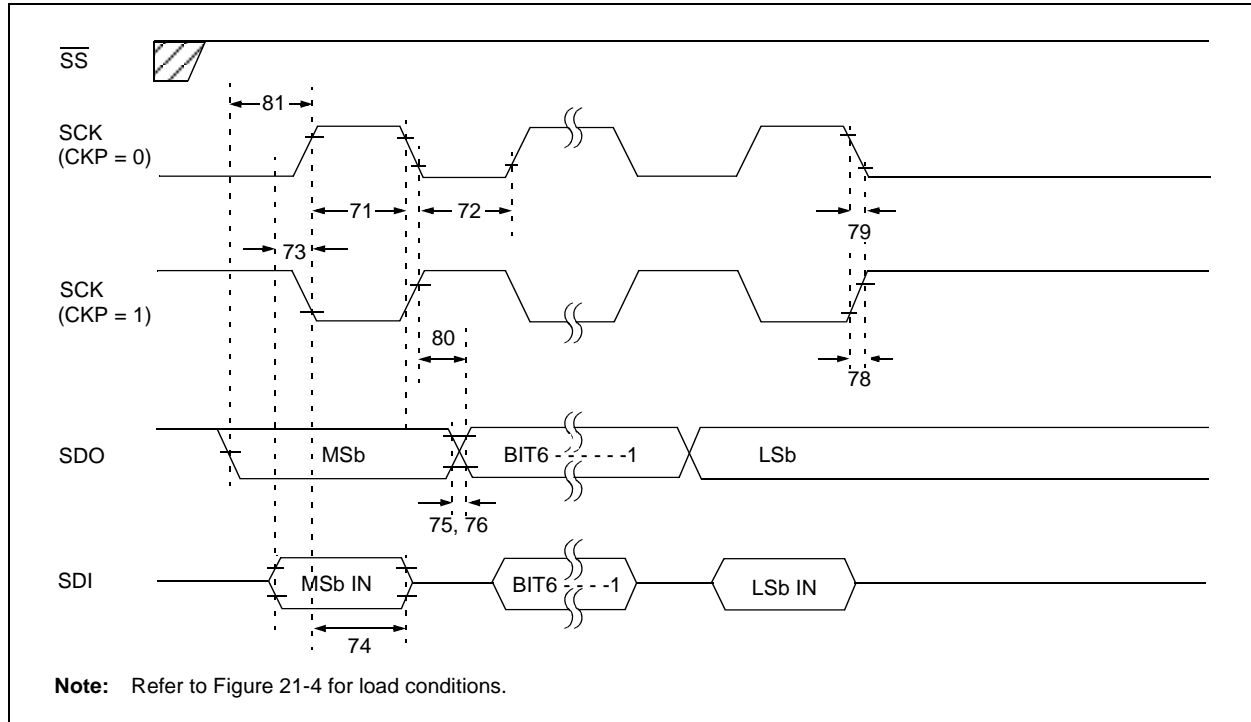 SS
81
SCK
(CKP = 0)
71
72
79
73
SCK
(CKP = 1)
80
78
SDO
MSb
BIT6 - - - - - -1
LSb
75, 76
SDI
MSb IN
BIT6 - - - -1
LSb IN
74
Note: Refer to Figure 21-4 for load conditions.